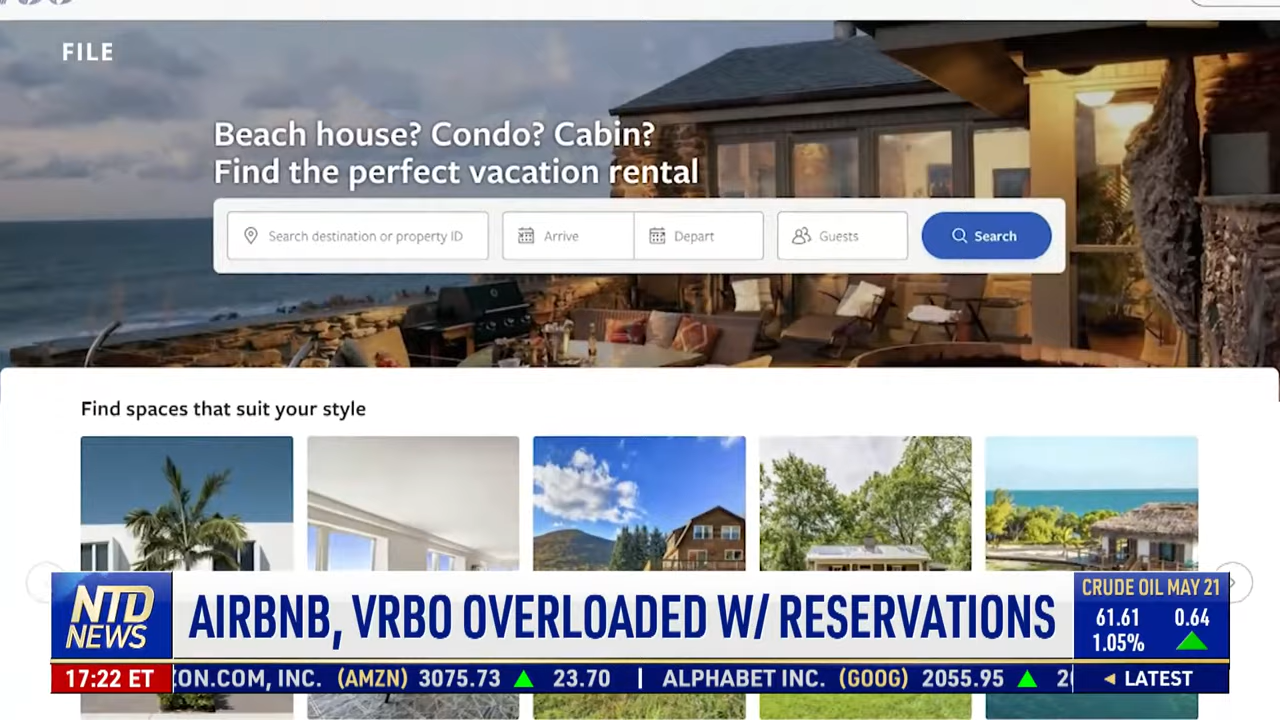 FILE
Beach house? Condo? Cabin?
Find the perfect vacation rental
Search destination or property ID
Arrive
Depart
Guests
Search
Find spaces that suit your style
NTD
NEWS
AIRBNB, VRBO OVERLOADED W/ RESERVATIONS
CRUDE OIL MAY 21
61.61 0.64
1.05%
17:22 ET
ON.COM, INC. (AMZN) 3075.73 ▲ 23.70 | ALPHABET INC. (GOOG) 2055.95 ▲
◄ LATEST